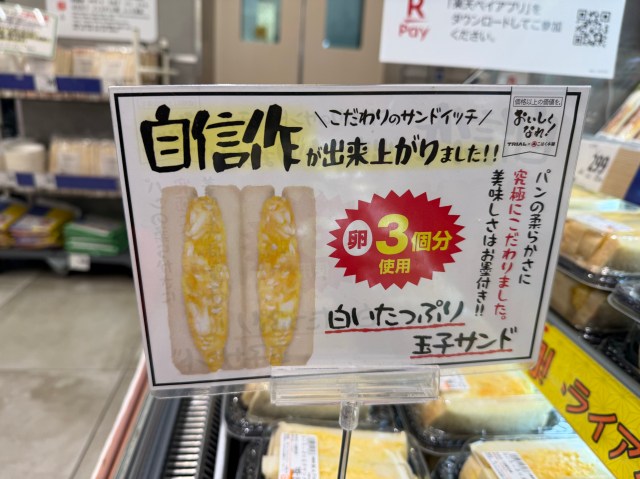 R
Pay
「楽天ペイアプリ」を
ダウンロードしてご参加
ください。
価格以上の価値を。
おいしく
なれ!
＼こだわりのサンドイッチ／
自信作が出来上がりました!!
パンの柔らかさに
究極にこだわりました。
美味しさはお墨付き!!
卵3個分
使用
白いたっぷり
玉子サンド
299
ライア